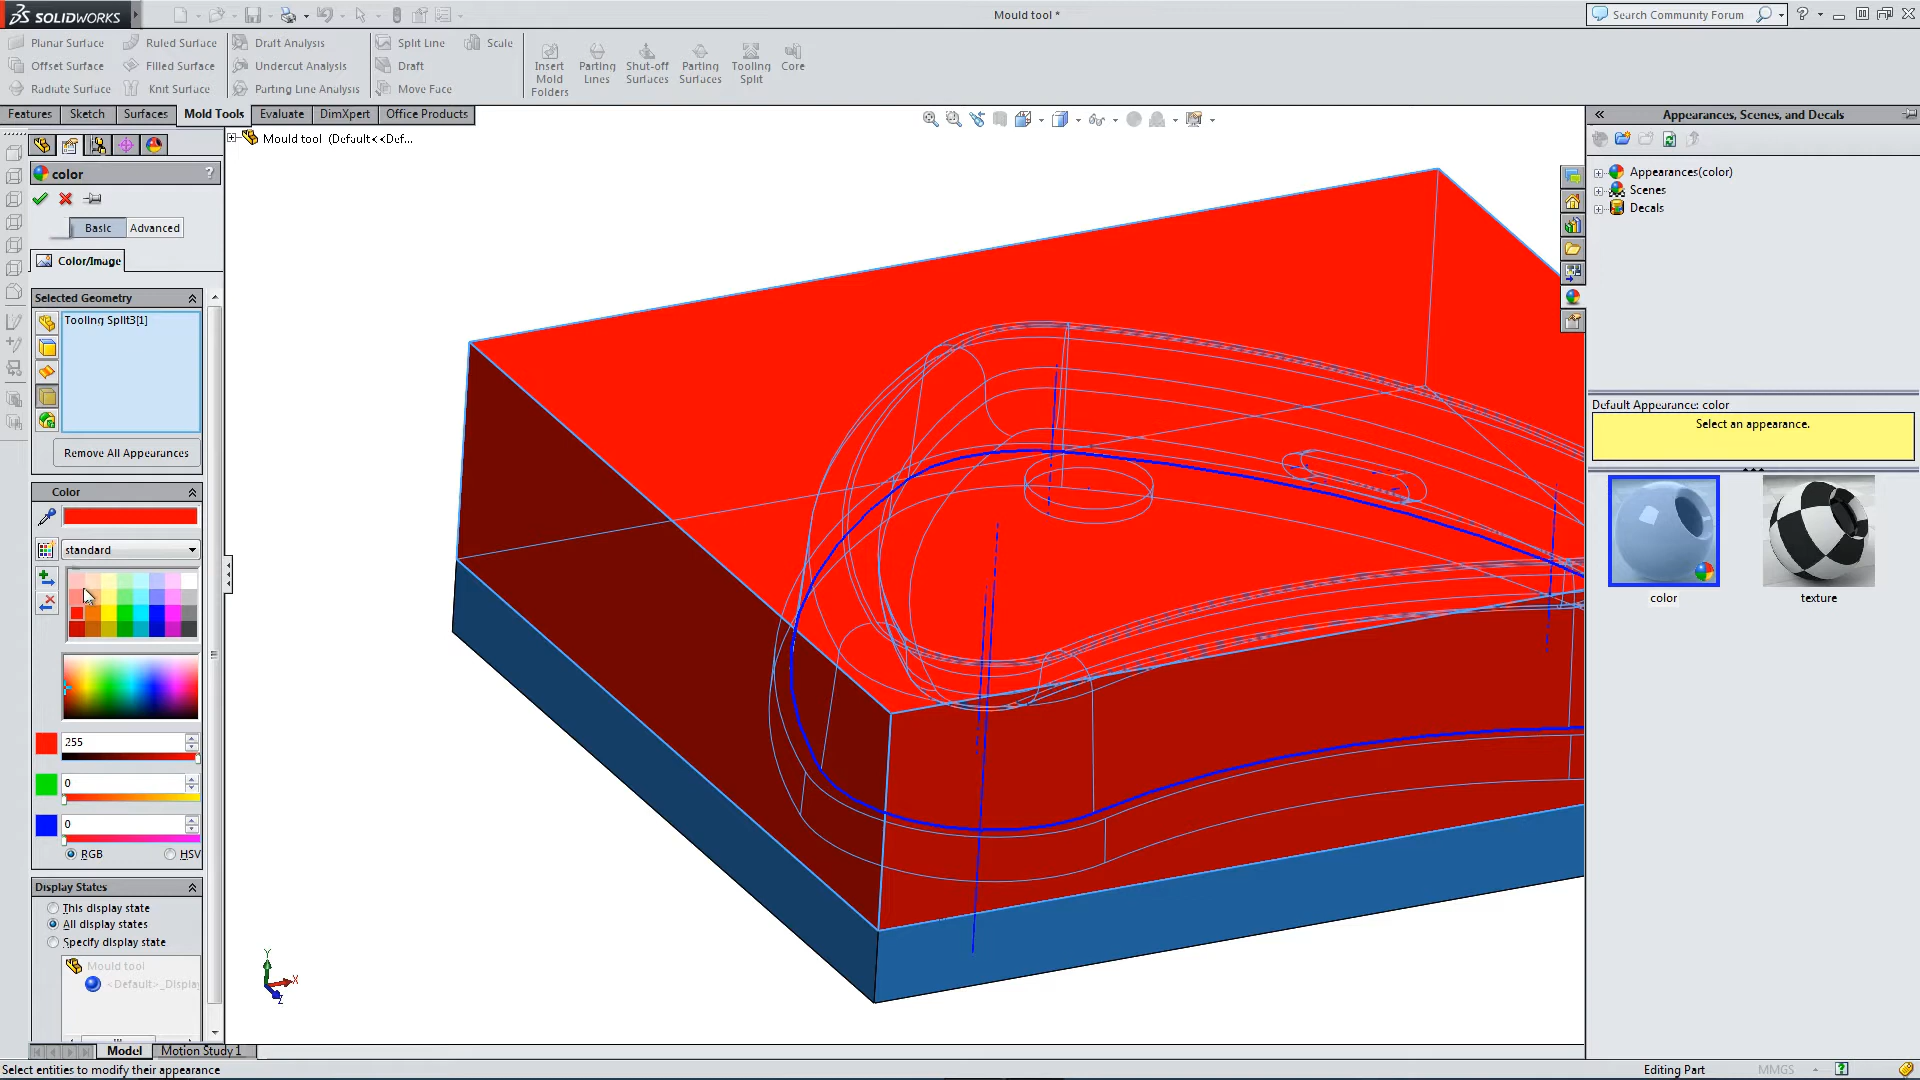 SOLIDWORKS
Mould tool *
Search Community Forum
Planar Surface
Ruled Surface
Draft Analysis
Split Line
Scale
Offset Surface
Filled Surface
Undercut Analysis
Draft
Radiate Surface
Knit Surface
Parting Line Analysis
Move Face
Insert Mold Folders
Parting Lines
Shut-off Surfaces
Parting Surfaces
Tooling Split
Core
Features
Sketch
Surfaces
Mold Tools
Evaluate
DimXpert
Office Products
Mould tool (Default<<Def...
color
?
Basic
Advanced
Color/Image
Selected Geometry
Tooling Split3[1]
Remove All Appearances
Color
standard
255
0
0
RGB
HSV
Display States
This display state
All display states
Specify display state
Mould tool
<Default>_Display
Y
X
Z
Model
Motion Study 1
Select entities to modify their appearance
Editing Part
MMGS
Appearances, Scenes, and Decals
Appearances(color)
Scenes
Decals
Default Appearance: color
Select an appearance.
color
texture